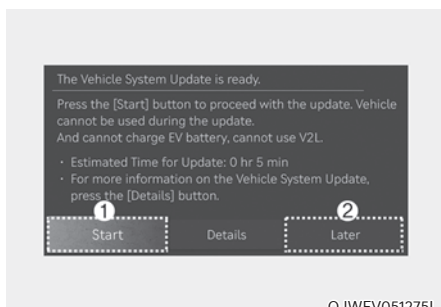 The Vehicle System Update is ready.
Press the [Start] button to proceed with the update. Vehicle
cannot be used during the update.
And cannot charge EV battery, cannot use V2L.
· Estimated Time for Update: 0 hr 5 min
· For more information on the Vehicle System Update,
press the [Details] button.
1
2
Start
Details
Later